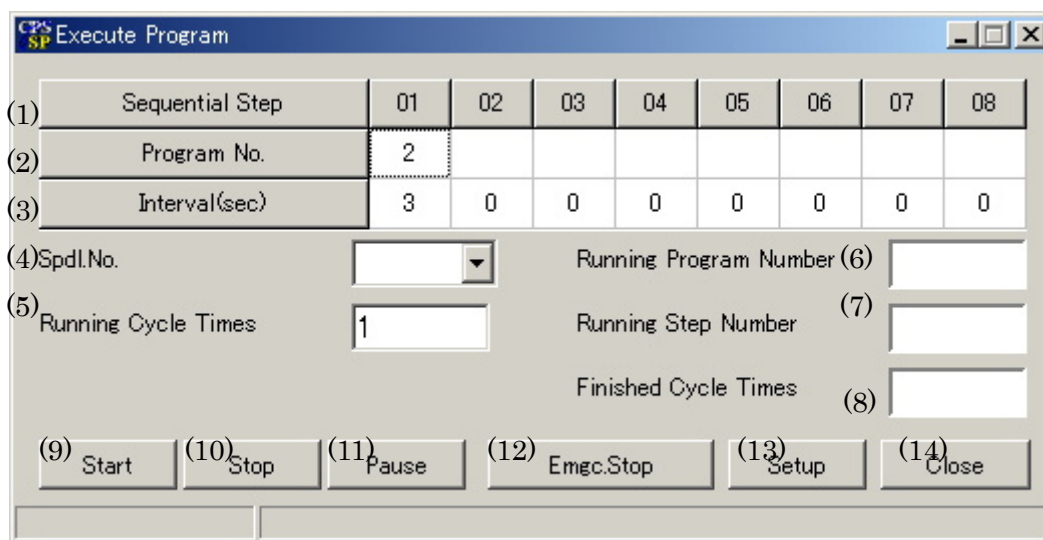 CPS SP Execute Program
(1) Sequential Step 01 02 03 04 05 06 07 08
(2) Program No. 2
(3) Interval(sec) 3 0 0 0 0 0 0 0
(4) Spdl.No. Running Program Number (6)
(5) Running Cycle Times 1 Running Step Number (7)
Finished Cycle Times (8)
(9) Start (10) Stop (11) Pause (12) Emgc.Stop (13) Setup (14) Close